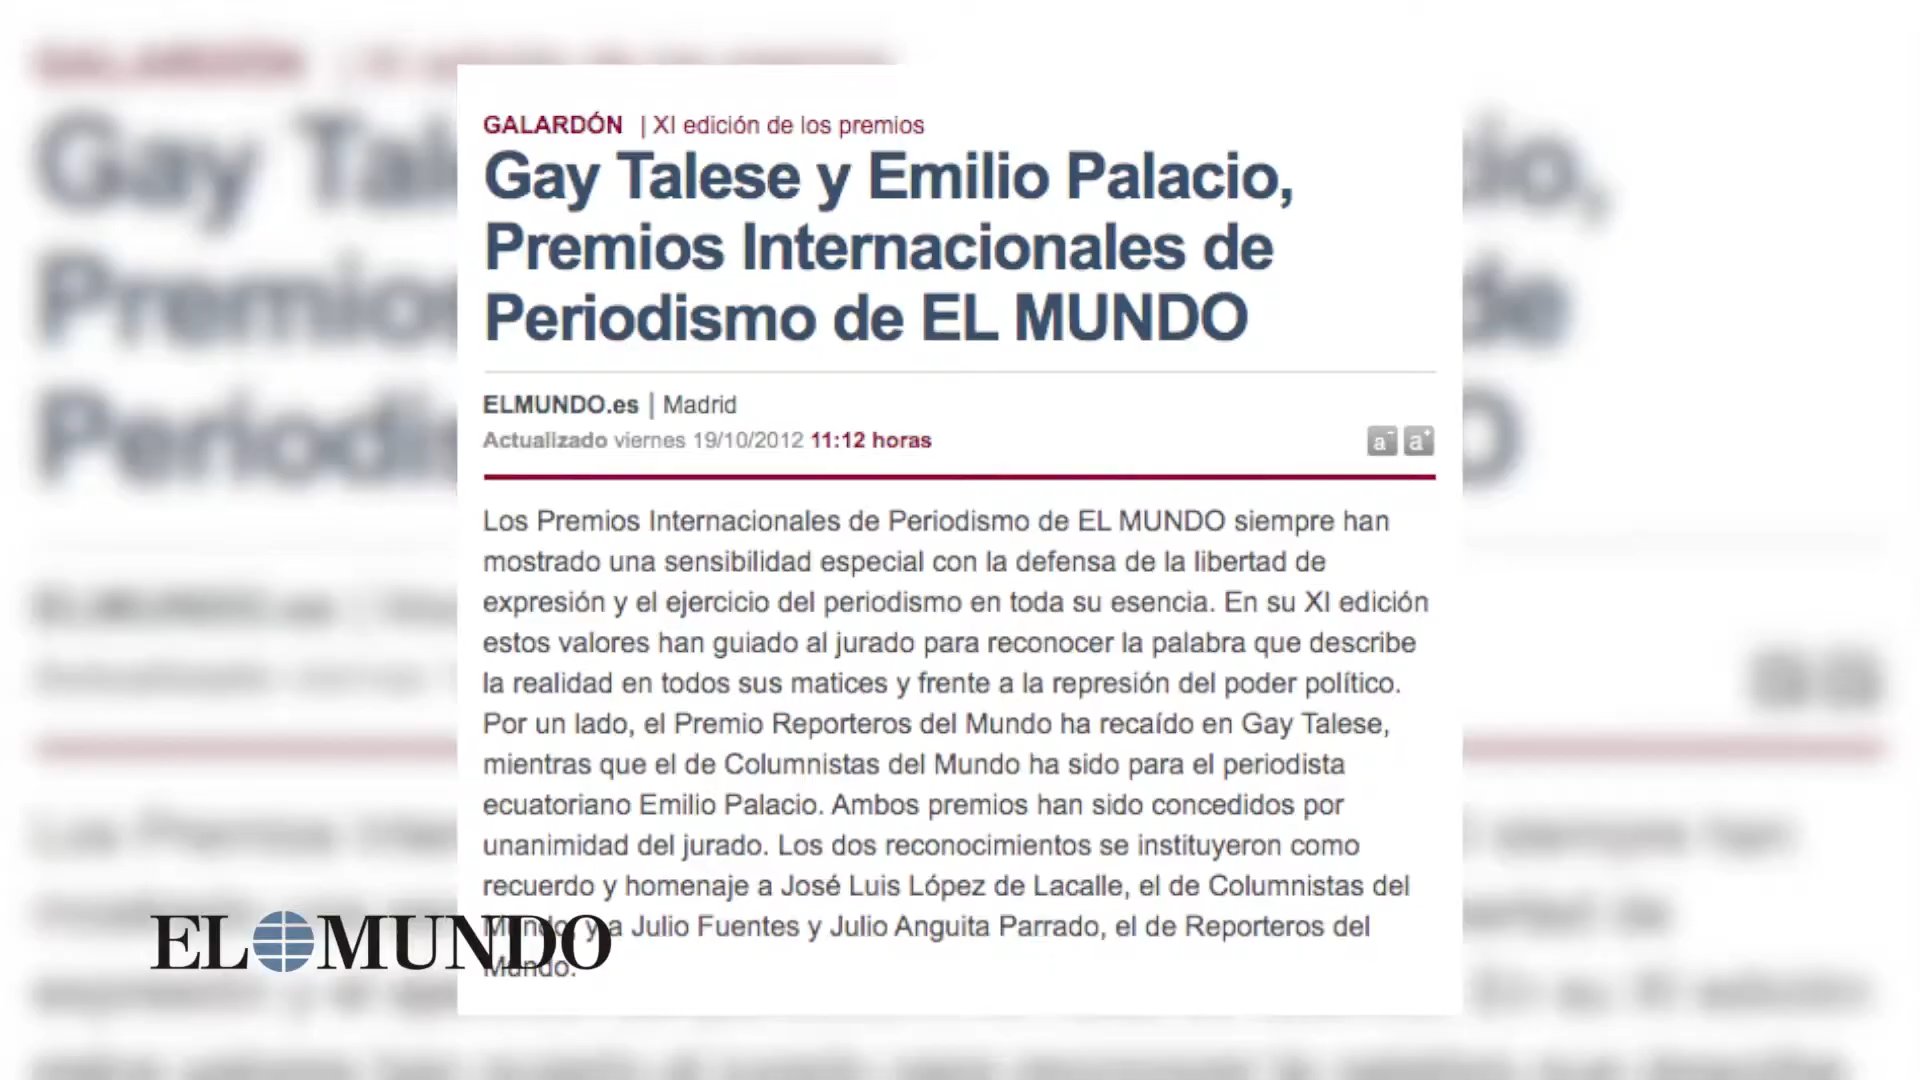 GALARDÓN | XI edición de los premios
Gay Talese y Emilio Palacio,
Premios Internacionales de
Periodismo de EL MUNDO
ELMUNDO.es | Madrid
Actualizado viernes 19/10/2012 11:12 horas
a- a+
Los Premios Internacionales de Periodismo de EL MUNDO siempre han
mostrado una sensibilidad especial con la defensa de la libertad de
expresión y el ejercicio del periodismo en toda su esencia. En su XI edición
estos valores han guiado al jurado para reconocer la palabra que describe
la realidad en todos sus matices y frente a la represión del poder político.
Por un lado, el Premio Reporteros del Mundo ha recaído en Gay Talese,
mientras que el de Columnistas del Mundo ha sido para el periodista
ecuatoriano Emilio Palacio. Ambos premios han sido concedidos por
unanimidad del jurado. Los dos reconocimientos se instituyeron como
recuerdo y homenaje a José Luis López de Lacalle, el de Columnistas del
Mundo, y a Julio Fuentes y Julio Anguita Parrado, el de Reporteros del
Mundo.
EL MUNDO